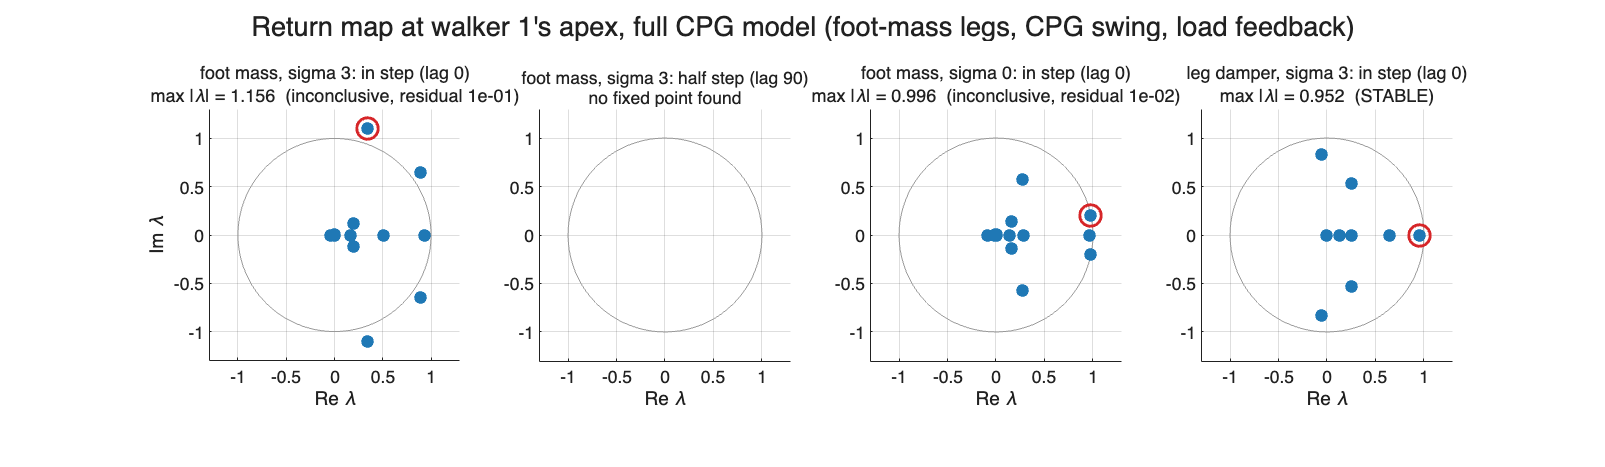 Return map at walker 1's apex, full CPG model (foot-mass legs, CPG swing, load feedback)
foot mass, sigma 3: in step (lag 0)
max |λ| = 1.156 (inconclusive, residual 1e-01)
1
0.5
0
-0.5
-1
Im λ
-1 -0.5 0 0.5 1
Re λ
foot mass, sigma 3: half step (lag 90)
no fixed point found
1
0.5
0
-0.5
-1
-1 -0.5 0 0.5 1
Re λ
foot mass, sigma 0: in step (lag 0)
max |λ| = 0.996 (inconclusive, residual 1e-02)
1
0.5
0
-0.5
-1
-1 -0.5 0 0.5 1
Re λ
leg damper, sigma 3: in step (lag 0)
max |λ| = 0.952 (STABLE)
1
0.5
0
-0.5
-1
-1 -0.5 0 0.5 1
Re λ